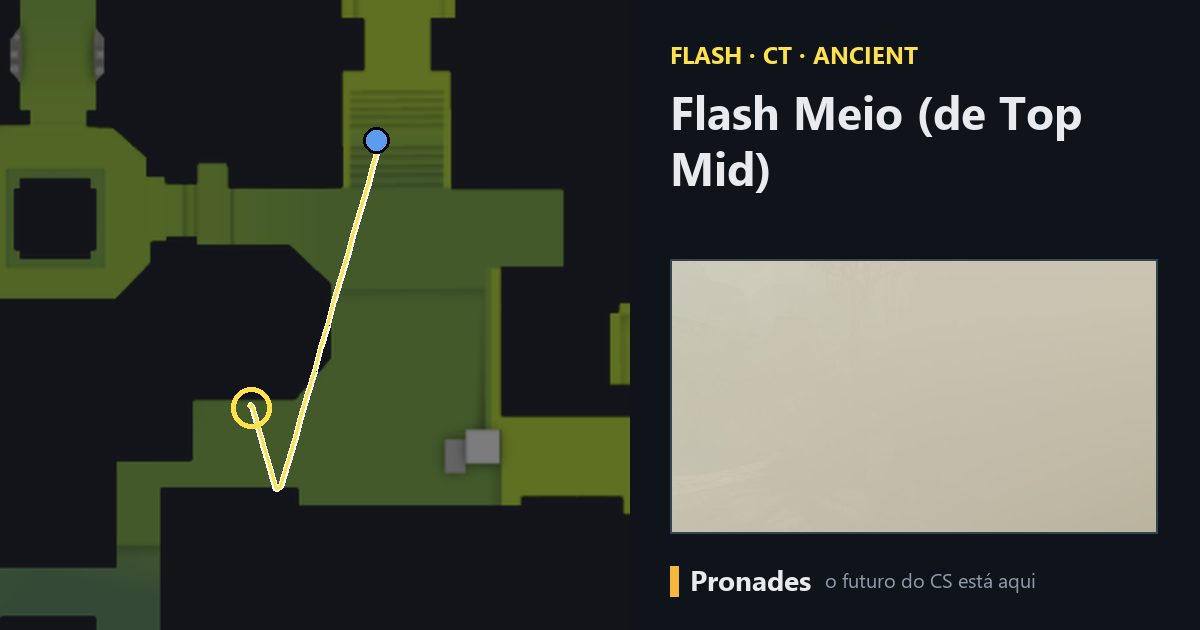 FLASH · CT · ANCIENT
Flash Meio (de Top
Mid)
Pronades o futuro do CS está aqui